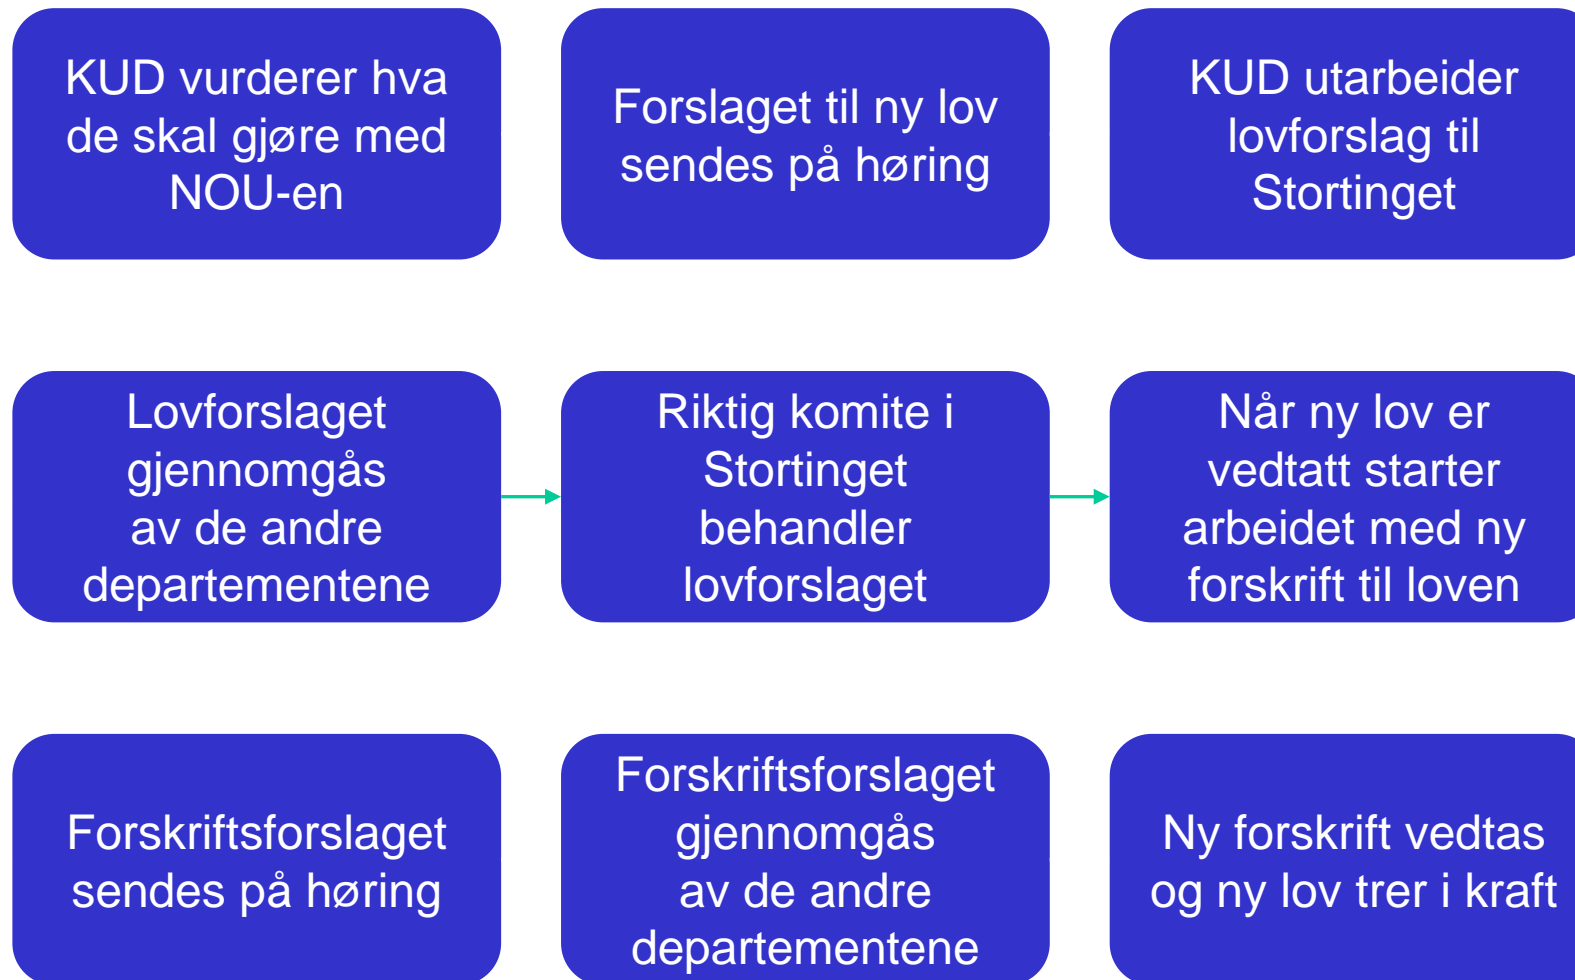 KUD vurderer hva
de skal gjøre med
NOU-en
Forslaget til ny lov
sendes på høring
KUD utarbeider
lovforslag til
Stortinget
Lovforslaget
gjennomgås
av de andre
departementene
Riktig komite i
Stortinget
behandler
lovforslaget
Når ny lov er
vedtatt starter
arbeidet med ny
forskrift til loven
Forskriftsforslaget
sendes på høring
Forskriftsforslaget
gjennomgås
av de andre
departementene
Ny forskrift vedtas
og ny lov trer i kraft